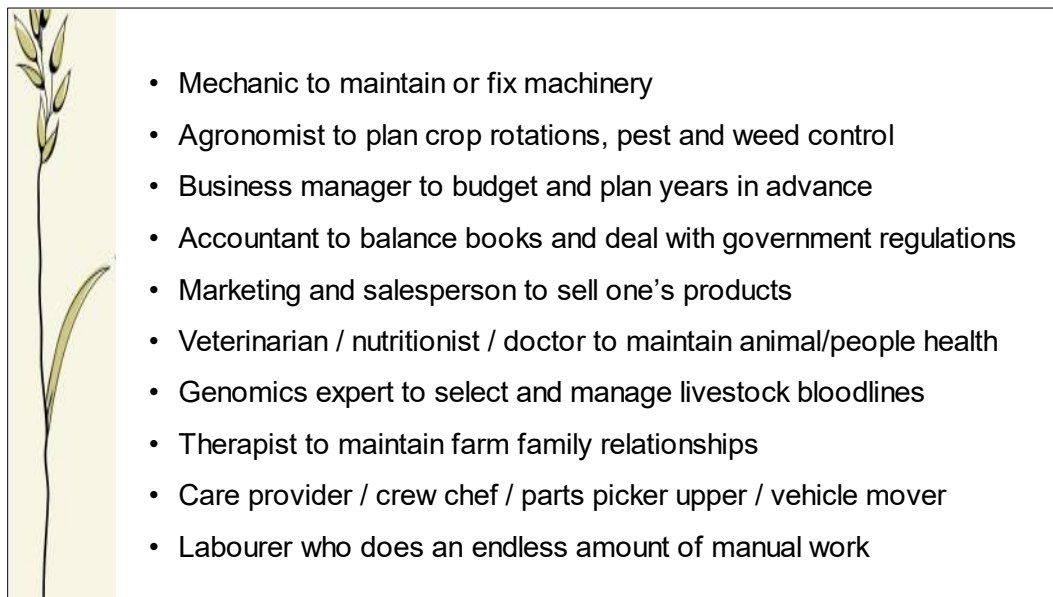 • Mechanic to maintain or fix machinery
• Agronomist to plan crop rotations, pest and weed control
• Business manager to budget and plan years in advance
• Accountant to balance books and deal with government regulations
• Marketing and salesperson to sell one’s products
• Veterinarian / nutritionist / doctor to maintain animal/people health
• Genomics expert to select and manage livestock bloodlines
• Therapist to maintain farm family relationships
• Care provider / crew chef / parts picker upper / vehicle mover
• Labourer who does an endless amount of manual work